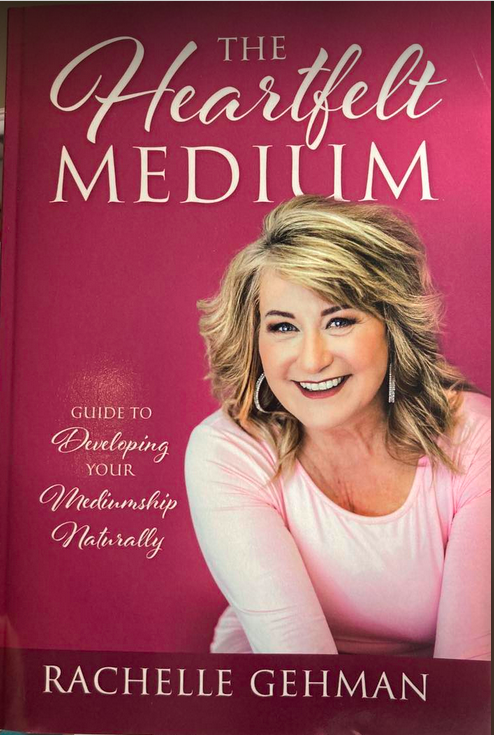 THE
Heartfelt
MEDIUM
GUIDE TO
Developing
YOUR
Mediumship
Naturally
RACHELLE GEHMAN